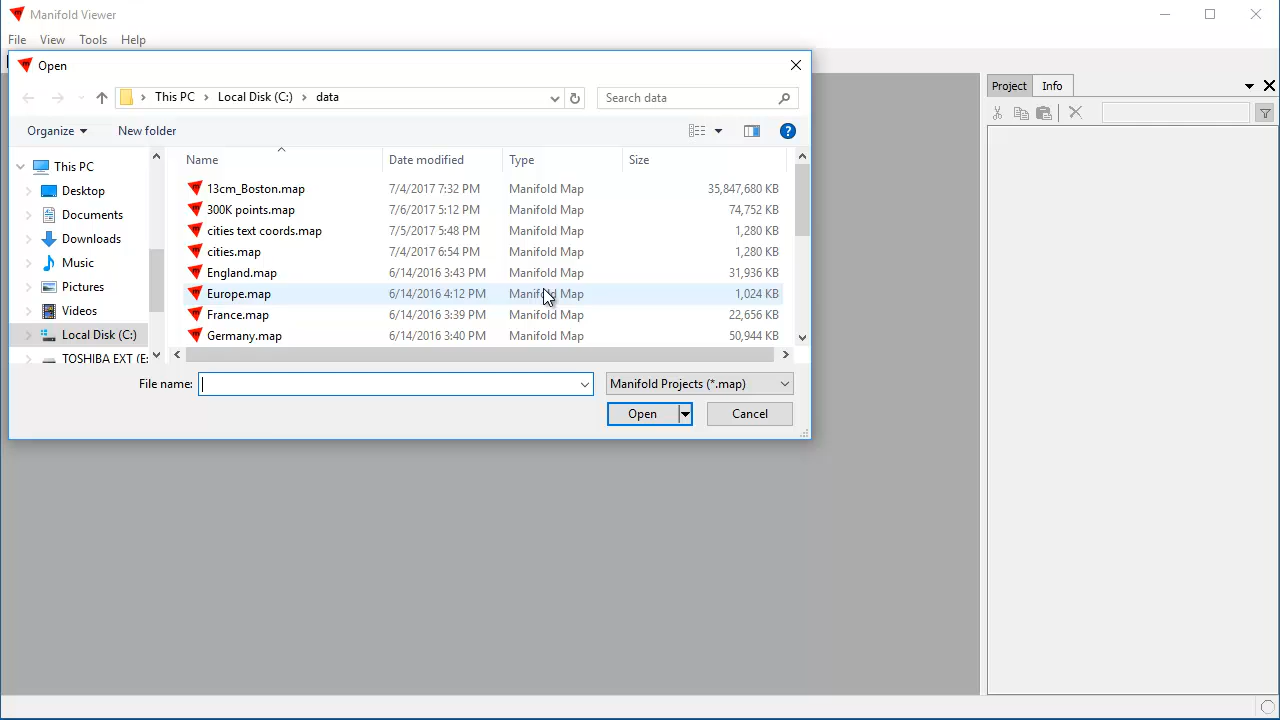 Manifold Viewer
File View Tools Help
Open
This PC Local Disk (C:) data
Search data
Organize New folder
Name Date modified Type Size
13cm_Boston.map 7/4/2017 7:32 PM Manifold Map 35,847,680 KB
300K points.map 7/6/2017 5:12 PM Manifold Map 74,752 KB
cities text coords.map 7/5/2017 5:48 PM Manifold Map 1,280 KB
cities.map 7/4/2017 6:54 PM Manifold Map 1,280 KB
England.map 6/14/2016 3:43 PM Manifold Map 31,936 KB
Europe.map 6/14/2016 4:12 PM Manifold Map 1,024 KB
France.map 6/14/2016 3:39 PM Manifold Map 22,656 KB
Germany.map 6/14/2016 3:40 PM Manifold Map 50,944 KB
This PC
Desktop
Documents
Downloads
Music
Pictures
Videos
Local Disk (C:)
TOSHIBA EXT (E:
File name:
Manifold Projects (*.map)
Open Cancel
Project Info